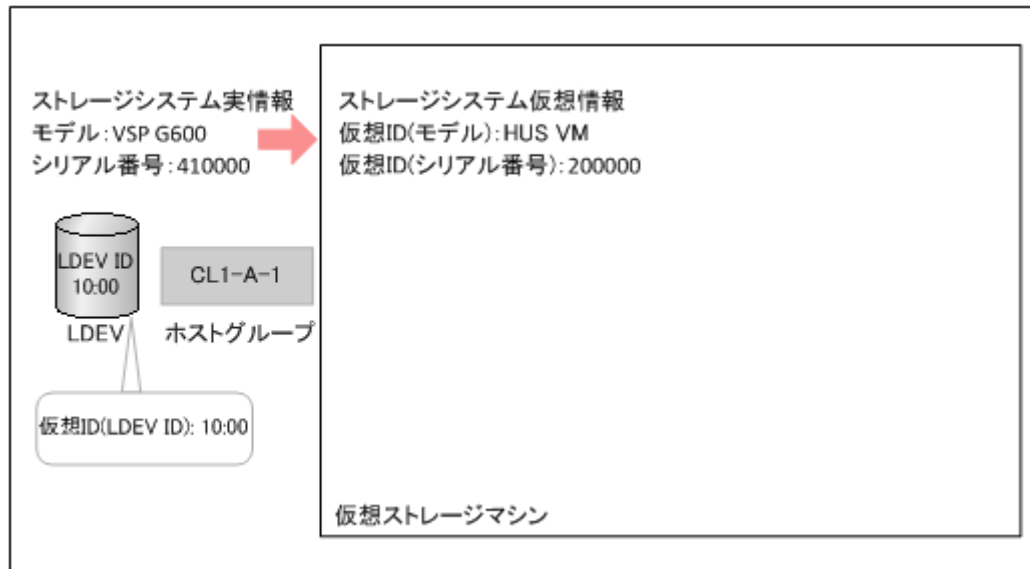 ストレージシステム実情報
モデル:VSP G600
シリアル番号:410000
ストレージシステム仮想情報
仮想ID(モデル):HUS VM
仮想ID(シリアル番号):200000
LDEV ID
10:00
LDEV
CL1-A-1
ホストグループ
仮想ID(LDEV ID): 10:00
仮想ストレージマシン